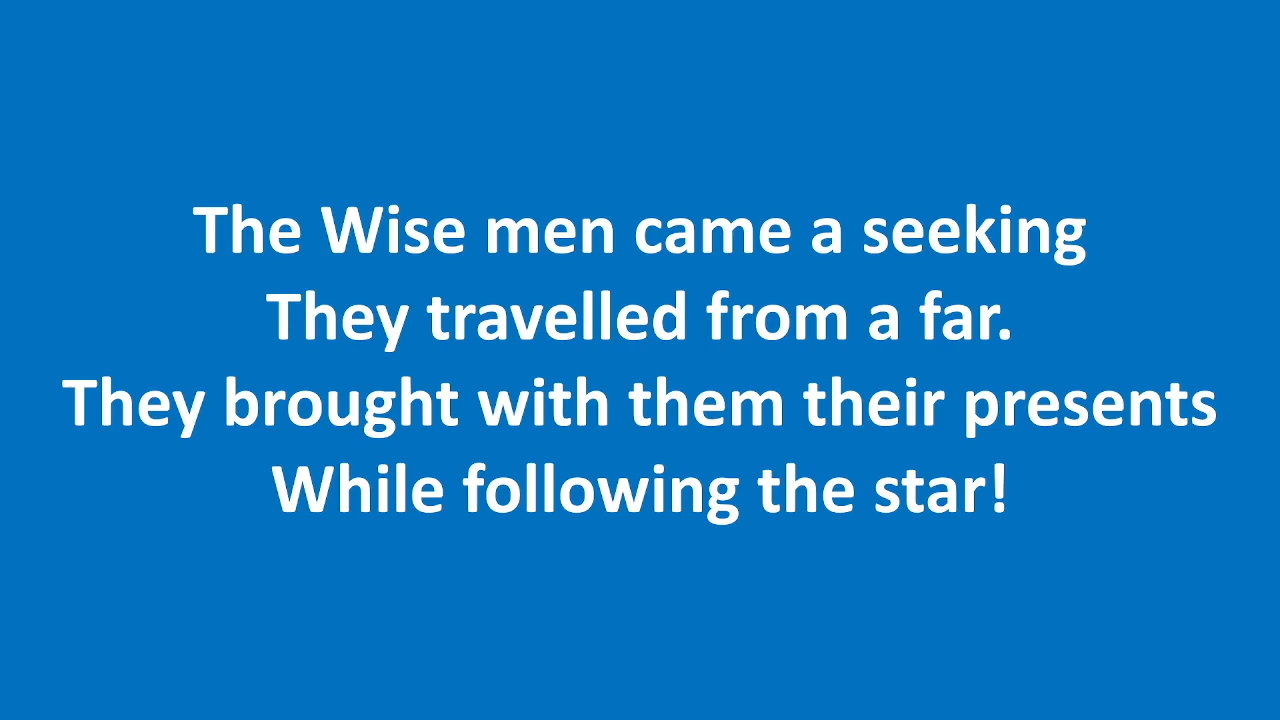 The Wise men came a seeking
They travelled from a far.
They brought with them their presents
While following the star!